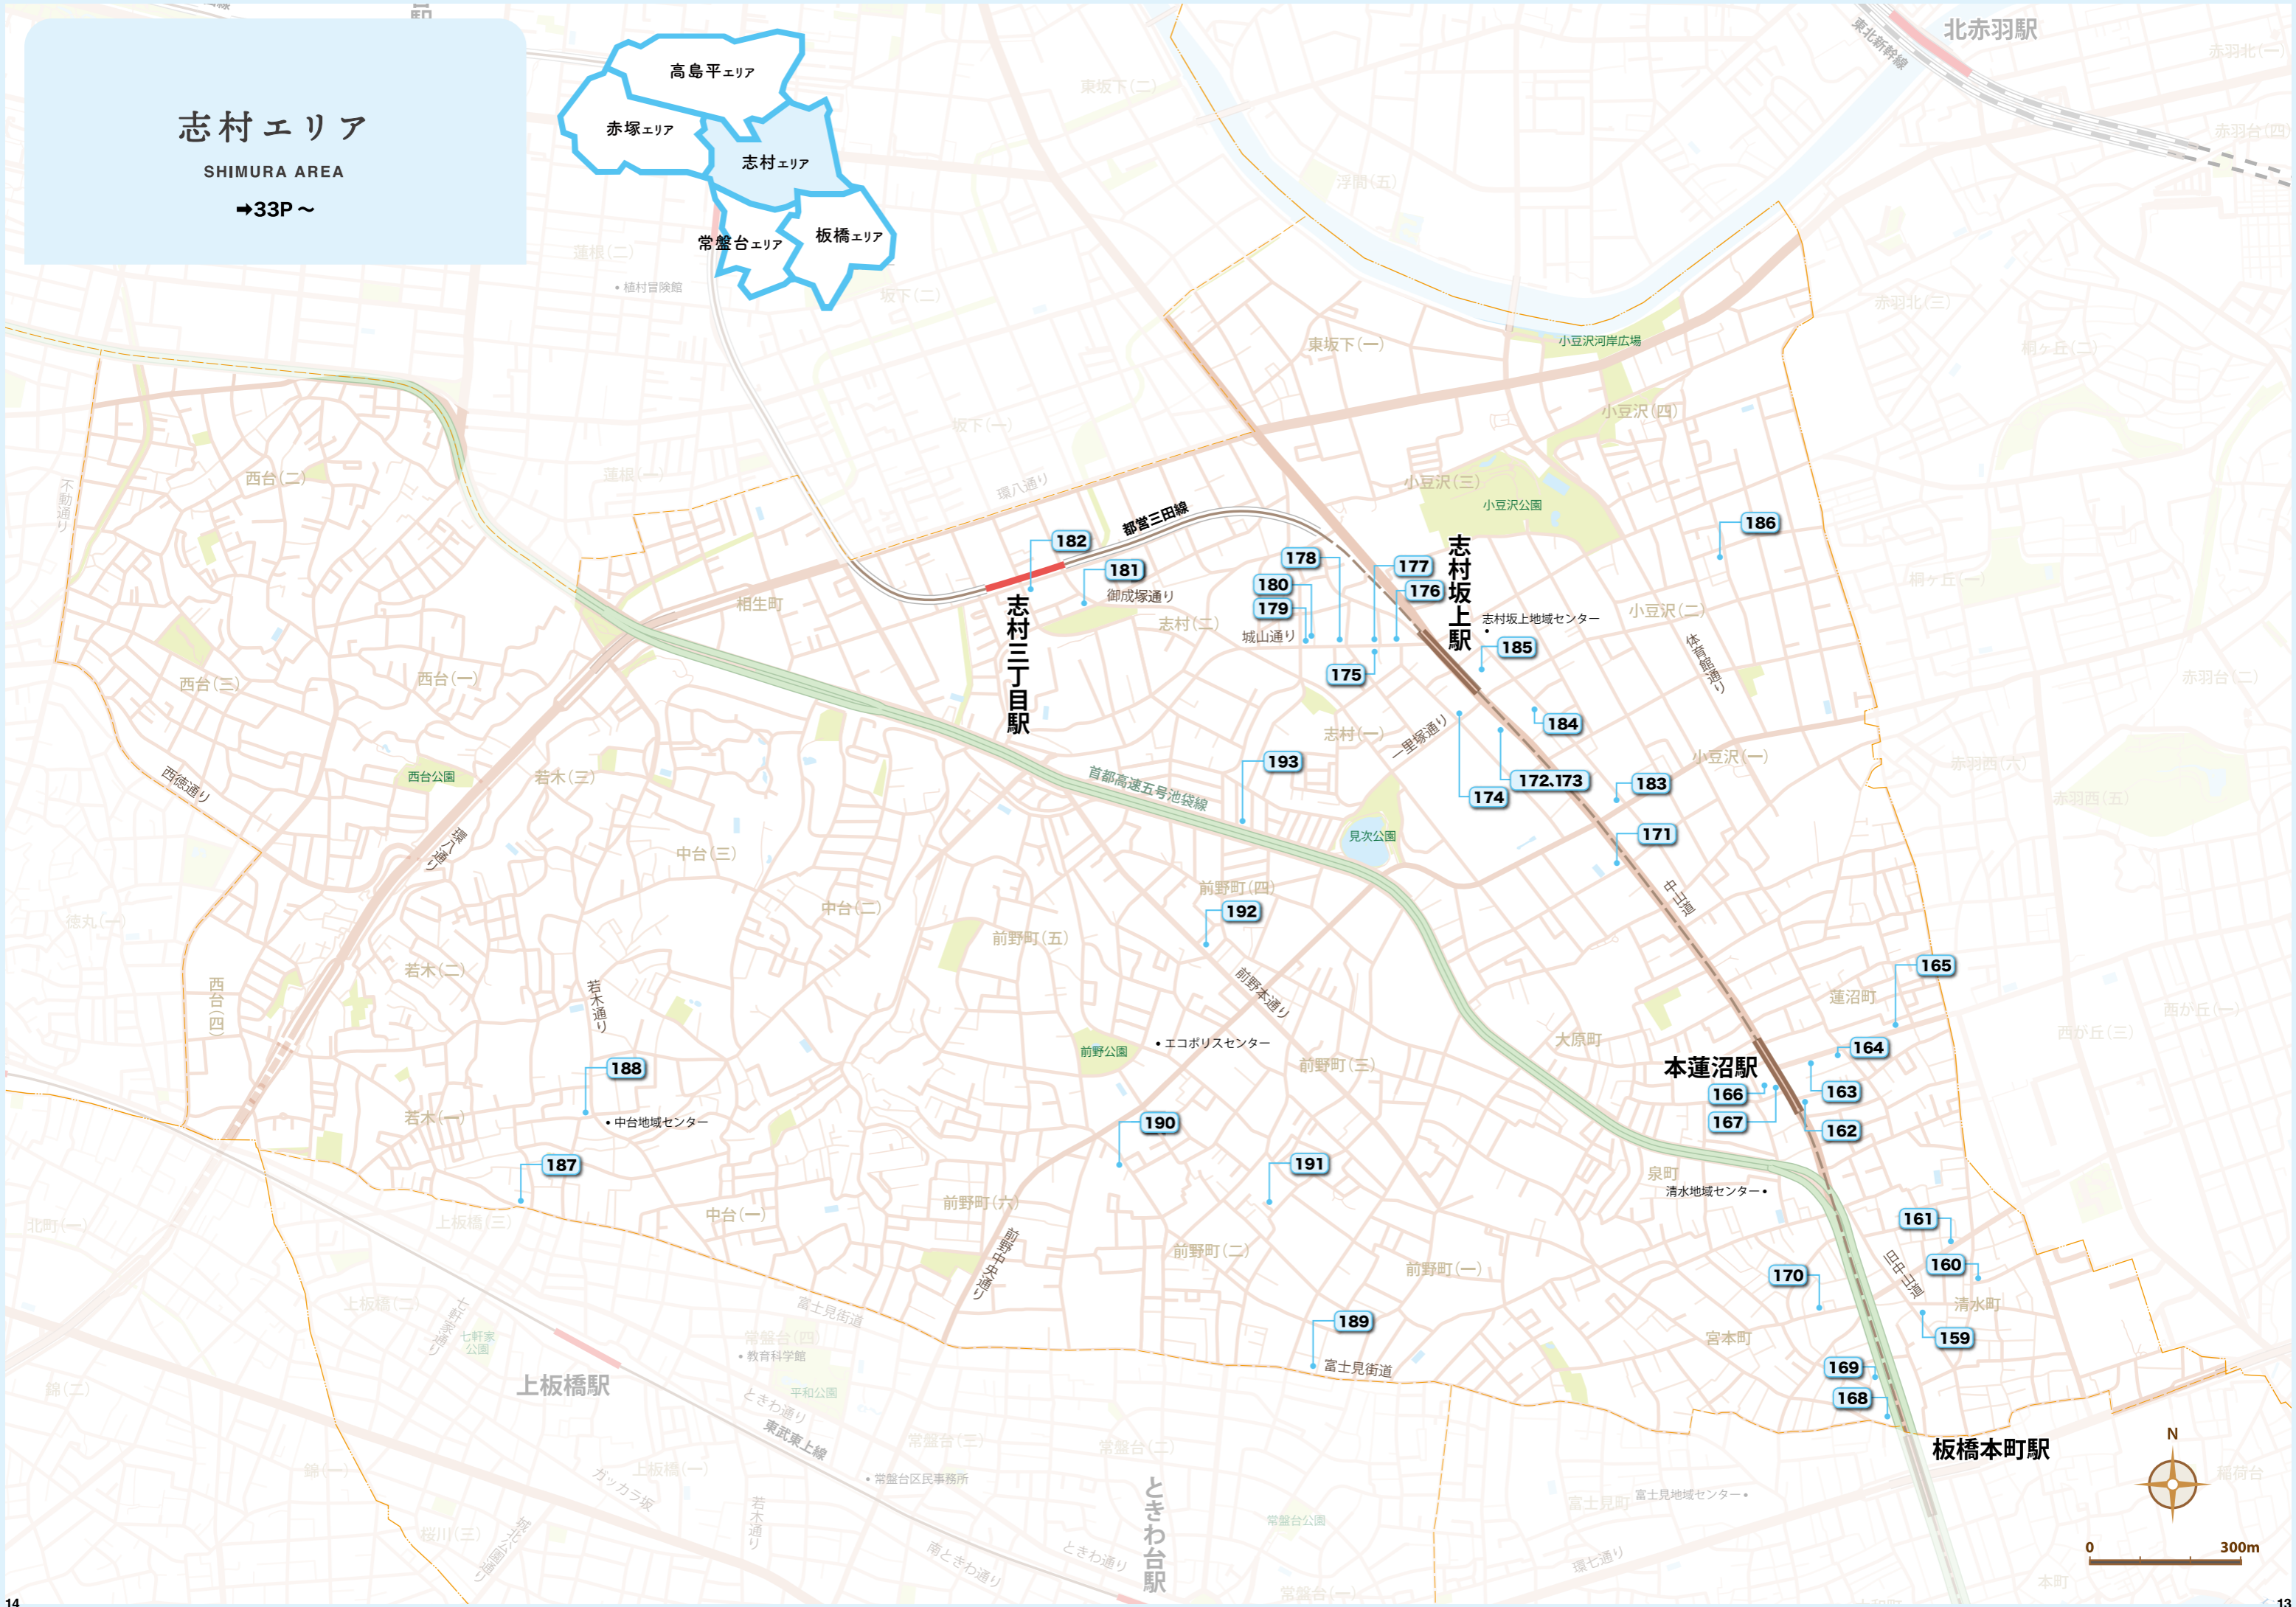 志村エリア
SHIMURA AREA
➡33P～
高島平エリア
赤塚エリア
志村エリア
常盤台エリア
板橋エリア
北赤羽駅
東北新幹線
赤羽北(一)
赤羽台(四)
東坂下(二)
浮間(五)
蓮根(二)
植村冒険館
坂下(二)
赤羽北(三)
東坂下(一)
小豆沢河岸広場
桐ケ丘(二)
小豆沢(四)
坂下(一)
西台(二)
蓮根(一)
環八通り
小豆沢(三)
小豆沢公園
不動通り
都営三田線
182
181
178
177
180
176
179
186
志村坂上駅
桐ケ丘(一)
相生町
御成塚通り
志村三丁目駅
志村(二)
城山通り
志村坂上地域センター
小豆沢(二)
体育館通り
185
175
西台(三)
西台(一)
赤羽台(二)
184
志村(一)
一里塚通り
小豆沢(一)
赤羽西(六)
193
172、173
174
183
西徳通り
西台公園
若木(三)
首都高速五号池袋線
赤羽西(五)
環八通り
見次公園
171
中台(三)
前野町(四)
中山道
中台(二)
192
徳丸(一)
前野町(五)
若木(二)
165
西台(四)
若木通り
前野本通り
蓮沼町
西が丘(一)
西が丘(三)
エコポリスセンター
前野公園
前野町(三)
大原町
本蓮沼駅
164
188
166
163
若木(一)
中台地域センター
190
167
162
187
191
泉町
清水地域センター
中台(一)
前野町(六)
161
北町(一)
上板橋(三)
前野中央通り
前野町(二)
前野町(一)
旧中山道
160
170
上板橋(二)
七軒家通り
七軒家
公園
富士見街道
清水町
常盤台(四)
教育科学館
189
富士見街道
宮本町
159
169
168
錦(二)
上板橋駅
平和公園
ときわ通り
東武東上線
常盤台(三)
常盤台(二)
板橋本町駅
錦(一)
上板橋(一)
ガッカラ坂
常盤台区民事務所
ときわ台駅
若木通り
富士見町
富士見地域センター
稲荷台
N
常盤台公園
桜川(三)
城北公園通り
南ときわ通り
ときわ通り
環七通り
常盤台(一)
本町
0
300m
14
13